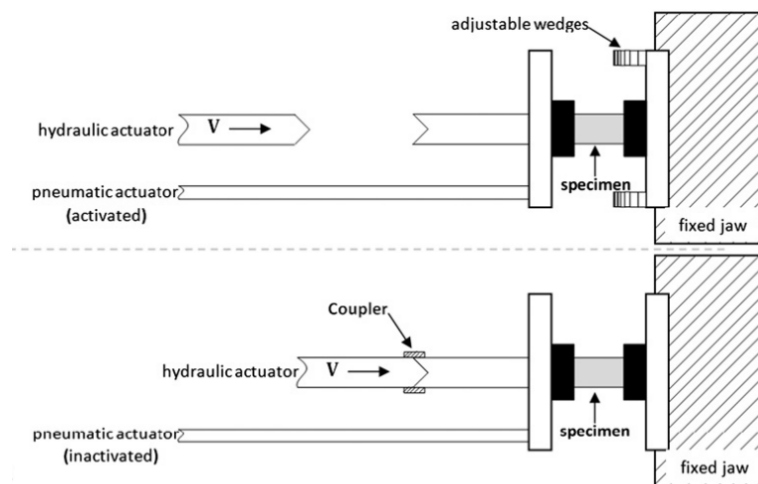 adjustable wedges
hydraulic actuator
V
specimen
pneumatic actuator
(activated)
fixed jaw
Coupler
hydraulic actuator
V
specimen
pneumatic actuator
(inactivated)
fixed jaw